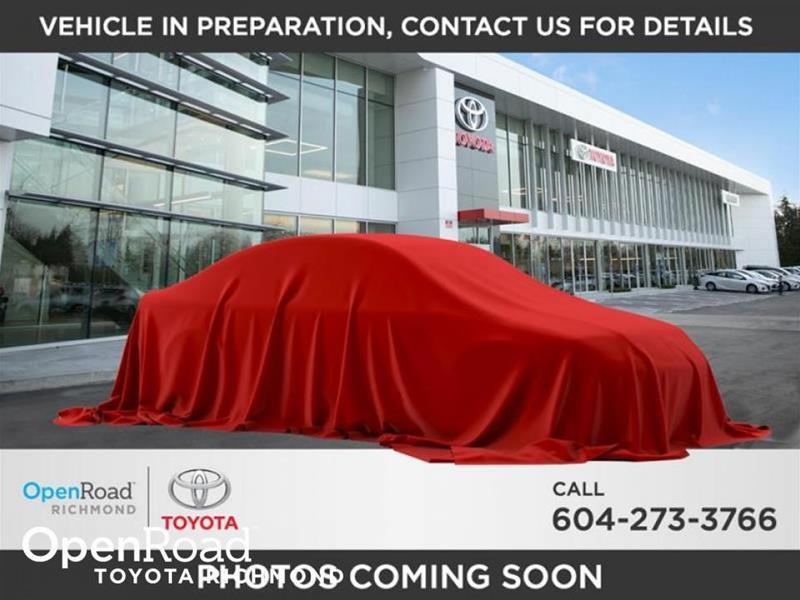 VEHICLE IN PREPARATION, CONTACT US FOR DETAILS
TOYOTA
TOYOTA
OpenRoad
RICHMOND
TOYOTA
CALL
604-273-3766
OpenRoad
TOYOTA RICHMOND
PHOTOS COMING SOON